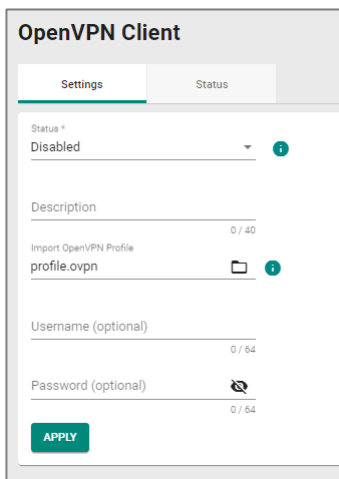 OpenVPN Client
Settings Status
Status *
Disabled
Description
0 / 40
Import OpenVPN Profile
profile.ovpn
Username (optional)
0 / 64
Password (optional)
0 / 64
APPLY